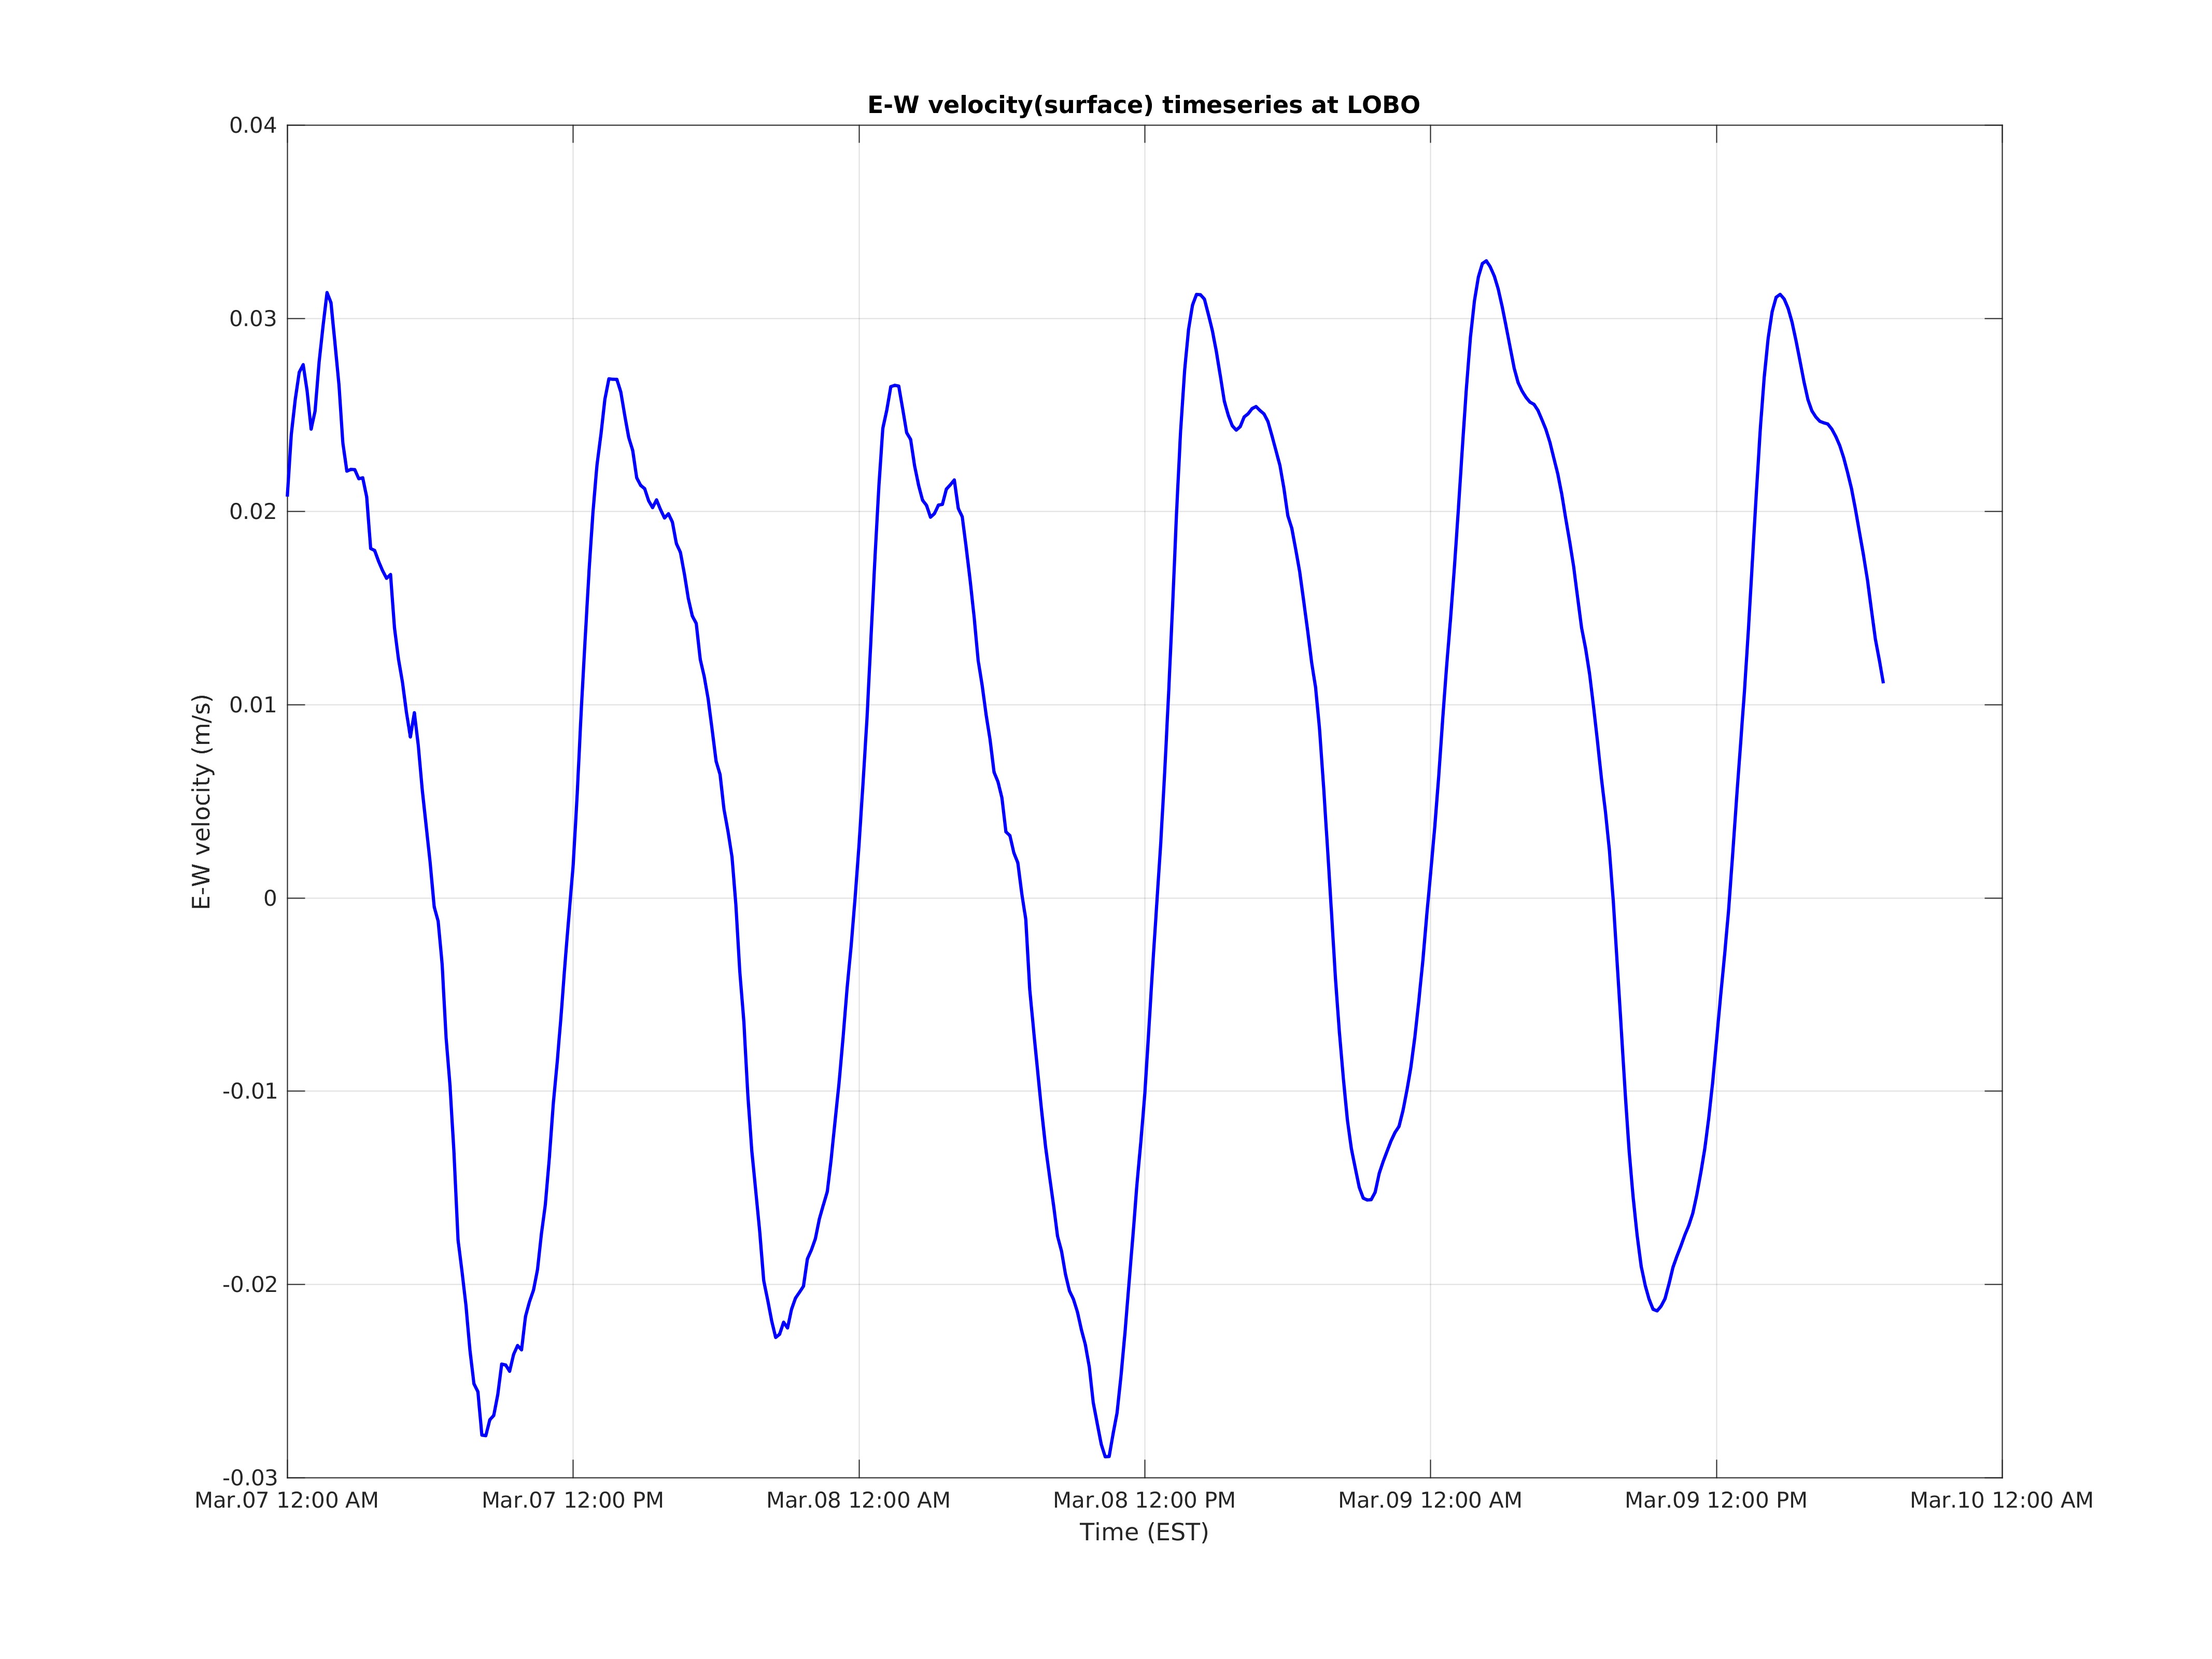 E-W velocity(surface) timeseries at LOBO
0.04
0.03
0.02
0.01
0
-0.01
-0.02
-0.03
E-W velocity (m/s)
Mar.07 12:00 AM Mar.07 12:00 PM Mar.08 12:00 AM Mar.08 12:00 PM Mar.09 12:00 AM Mar.09 12:00 PM Mar.10 12:00 AM
Time (EST)